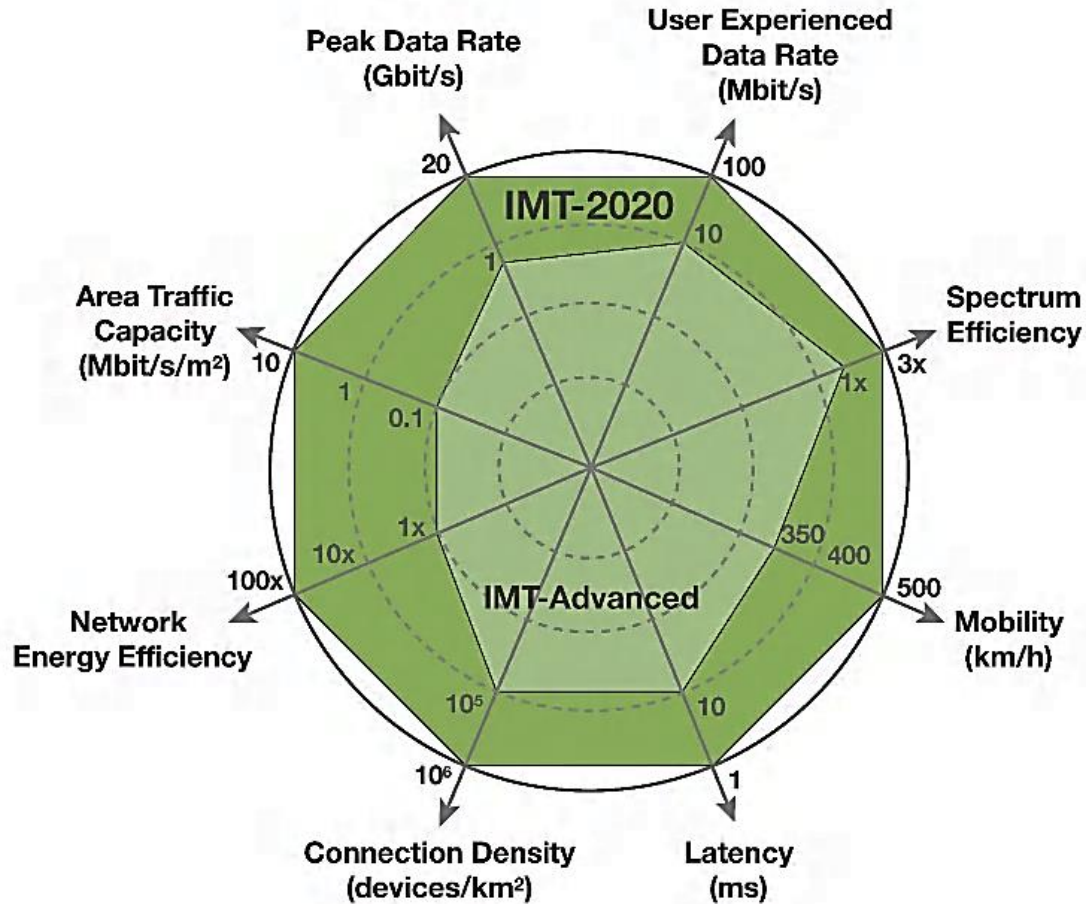 Peak Data Rate
(Gbit/s)
User Experienced
Data Rate
(Mbit/s)
20
100
IMT-2020
1
10
Area Traffic
Capacity
(Mbit/s/m²)
Spectrum
Efficiency
10
1
0.1
1x
3x
1x
10x
100x
350
400
500
Network
Energy Efficiency
IMT-Advanced
Mobility
(km/h)
10⁵
10
10⁶
1
Connection Density
(devices/km²)
Latency
(ms)